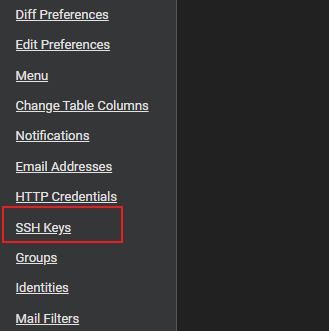 Diff Preferences
Edit Preferences
Menu
Change Table Columns
Notifications
Email Addresses
HTTP Credentials
SSH Keys
Groups
Identities
Mail Filters